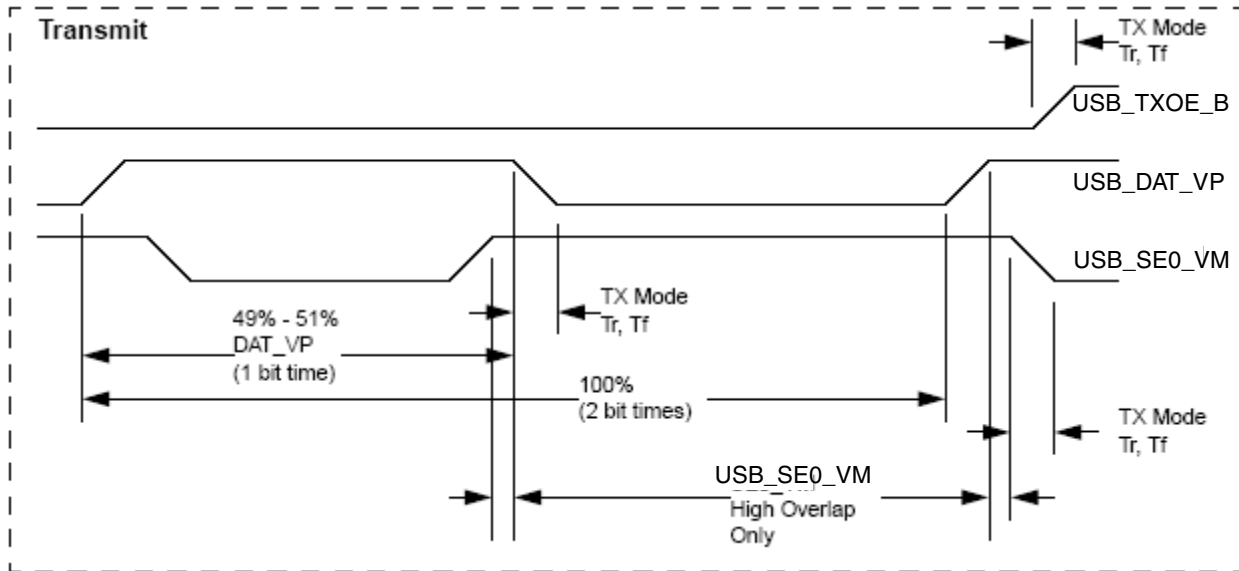 Transmit
TX Mode
Tr, Tf
USB_TXOE_B
USB_DAT_VP
USB_SE0_VM
TX Mode
Tr, Tf
49% - 51%
DAT_VP
(1 bit time)
100%
(2 bit times)
TX Mode
Tr, Tf
USB_SE0_VM
High Overlap
Only